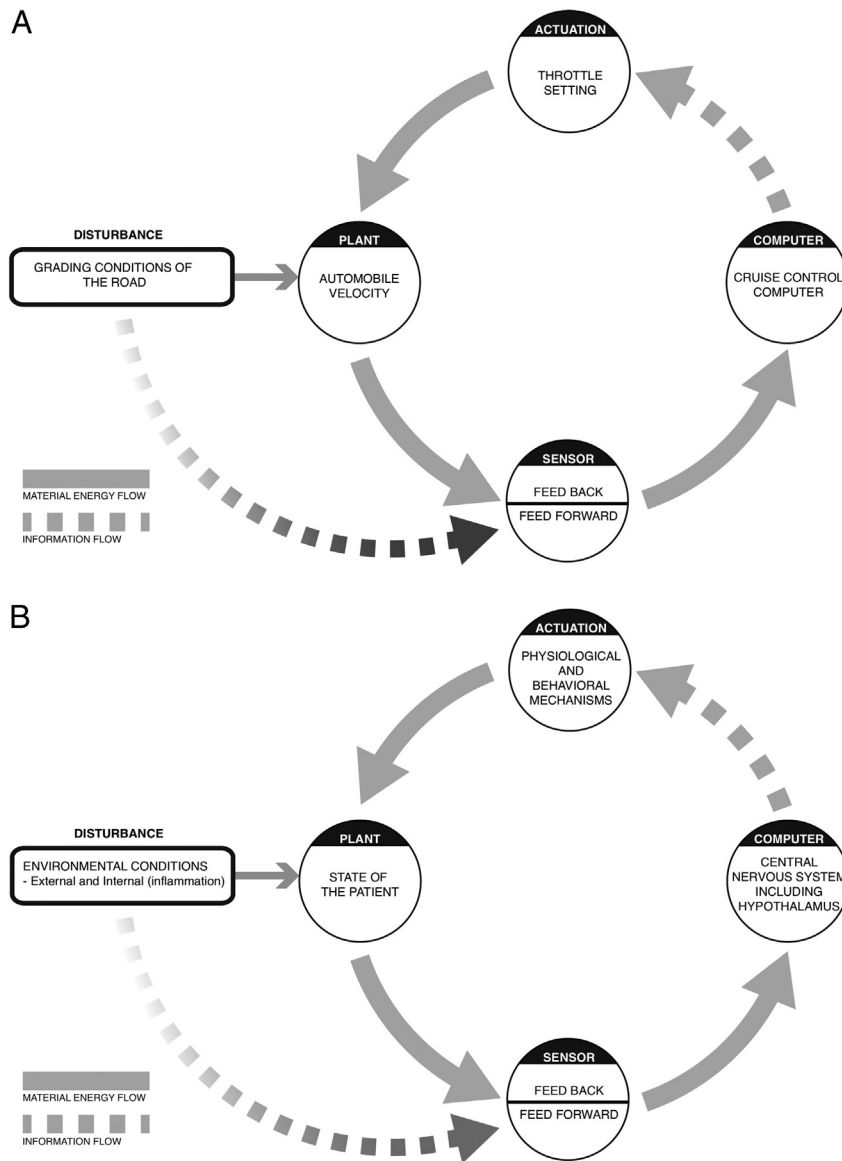 A
ACTUATION
THROTTLE
SETTING
DISTURBANCE
GRADING CONDITIONS OF
THE ROAD
PLANT
AUTOMOBILE
VELOCITY
COMPUTER
CRUISE CONTROL
COMPUTER
SENSOR
FEED BACK
FEED FORWARD
MATERIAL ENERGY FLOW
INFORMATION FLOW
B
ACTUATION
PHYSIOLOGICAL
AND
BEHAVIORAL
MECHANISMS
DISTURBANCE
ENVIRONMENTAL CONDITIONS
- External and Internal (inflammation)
PLANT
STATE OF
THE PATIENT
COMPUTER
CENTRAL
NERVOUS SYSTEM
INCLUDING
HYPOTHALAMUS
SENSOR
FEED BACK
FEED FORWARD
MATERIAL ENERGY FLOW
INFORMATION FLOW